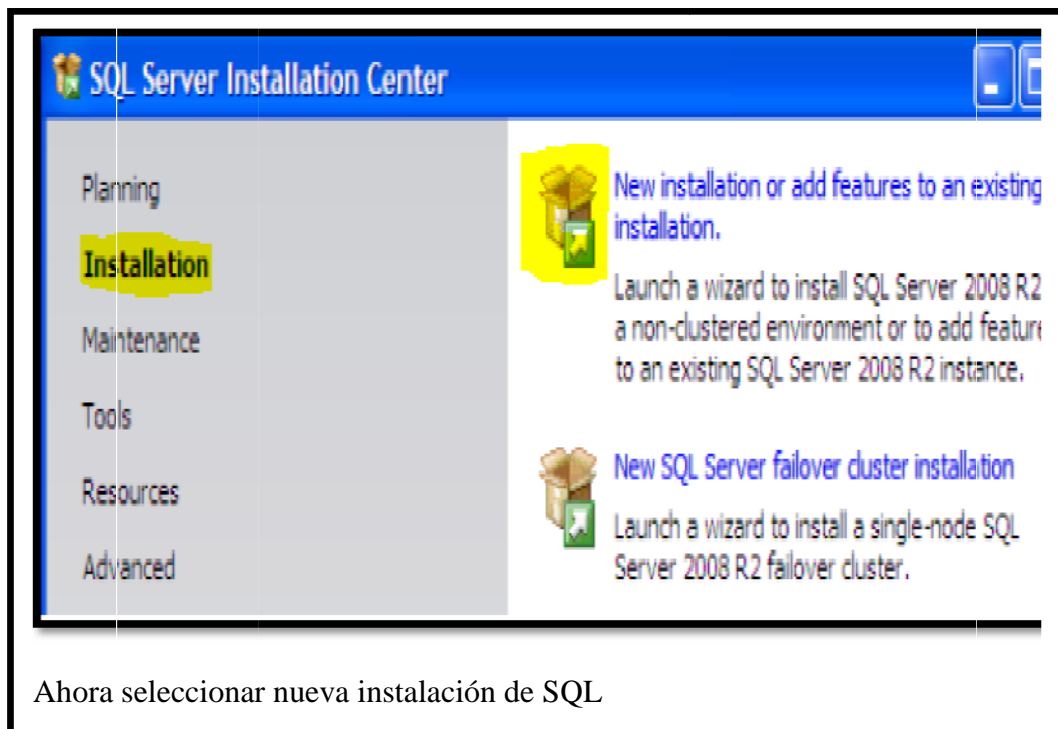 SQL Server Installation Center
Planning
Installation
Maintenance
Tools
Resources
Advanced
New installation or add features to an existing
installation.
Launch a wizard to install SQL Server 2008 R2
a non-clustered environment or to add feature
to an existing SQL Server 2008 R2 instance.
New SQL Server failover cluster installation
Launch a wizard to install a single-node SQL
Server 2008 R2 failover cluster.
Ahora seleccionar nueva instalación de SQL